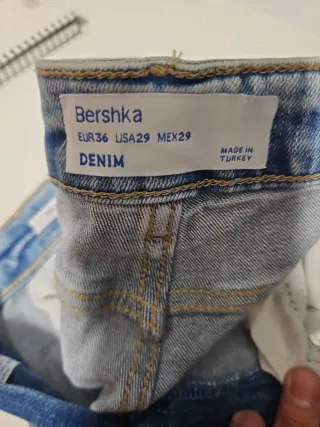 Bershka
EUR36 USA29 MEX29
DENIM
MADE IN
TURKEY